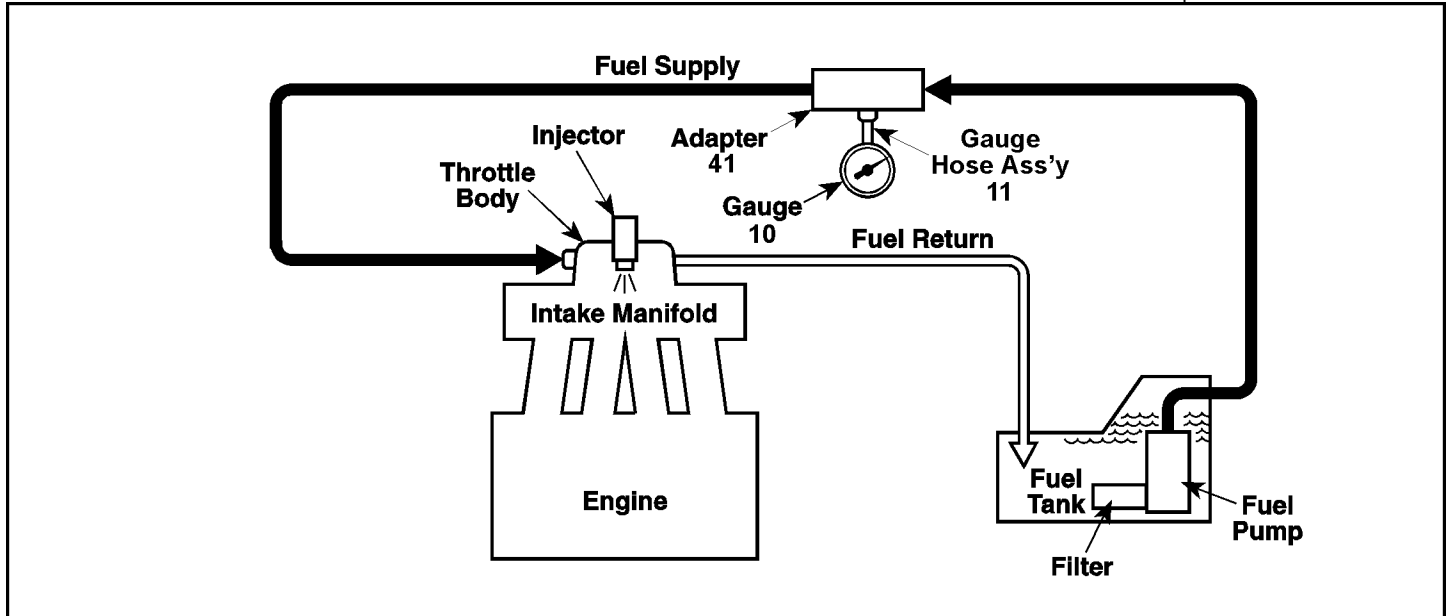 Fuel Supply
Injector
Adapter
41
Gauge
Hose Ass'y
11
Throttle
Body
Gauge
10
Fuel Return
Intake Manifold
Engine
Fuel
Tank
Fuel
Pump
Filter